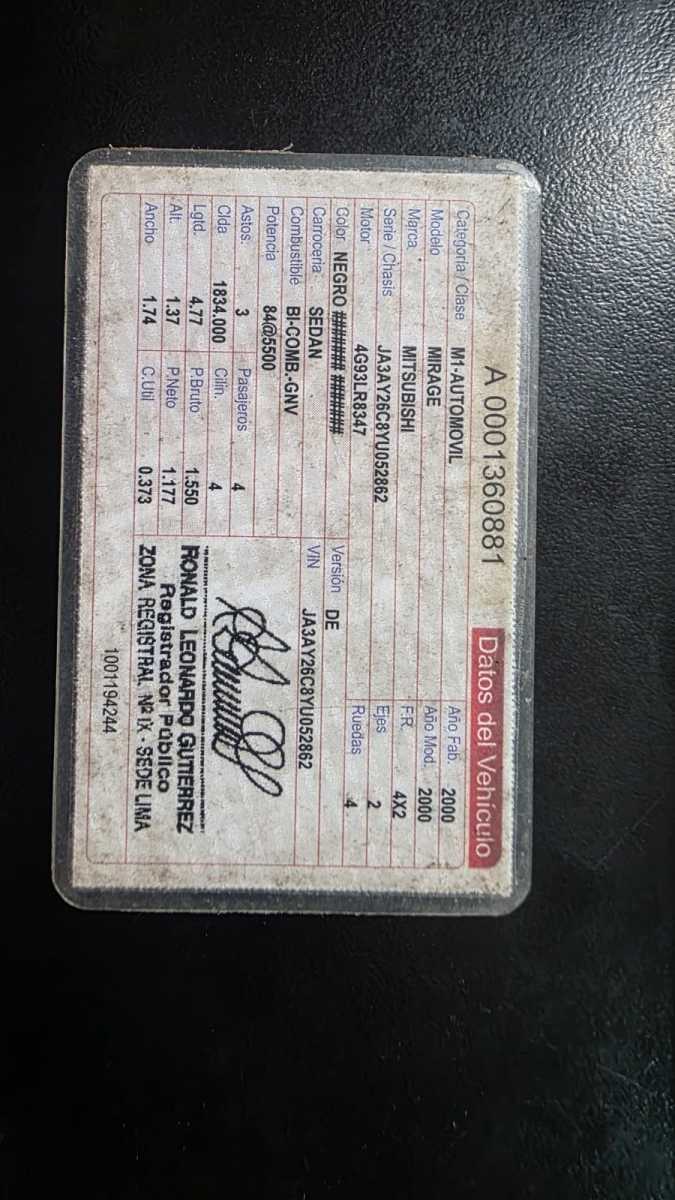 A 0001360881 Datos del Vehículo
Categoría / Clase M1-AUTOMOVIL Año Fab. 2000
Modelo MIRAGE Año Mod. 2000
Marca MITSUBISHI F.R. 4X2
Serie / Chasis JA3AY26C8YU052862 Ejes 2
Motor 4G93LR8347 Ruedas 4
Color NEGRO ####### ####### Versión DE
Carrocería SEDAN VIN JA3AY26C8YU052862
Combustible BI-COMB.-GNV
Potencia 84@5500
Astos. 3 Pasajeros 4
Clda 1834.000 Cilin. 4
Lgtd. 4.77 P.Bruto 1.550
Alt. 1.37 P.Neto 1.177
Ancho 1.74 C.Util 0.373
RONALD LEONARDO GUTIERREZ
Registrador Público
ZONA REGISTRAL Nº IX - SEDE LIMA
1001194244